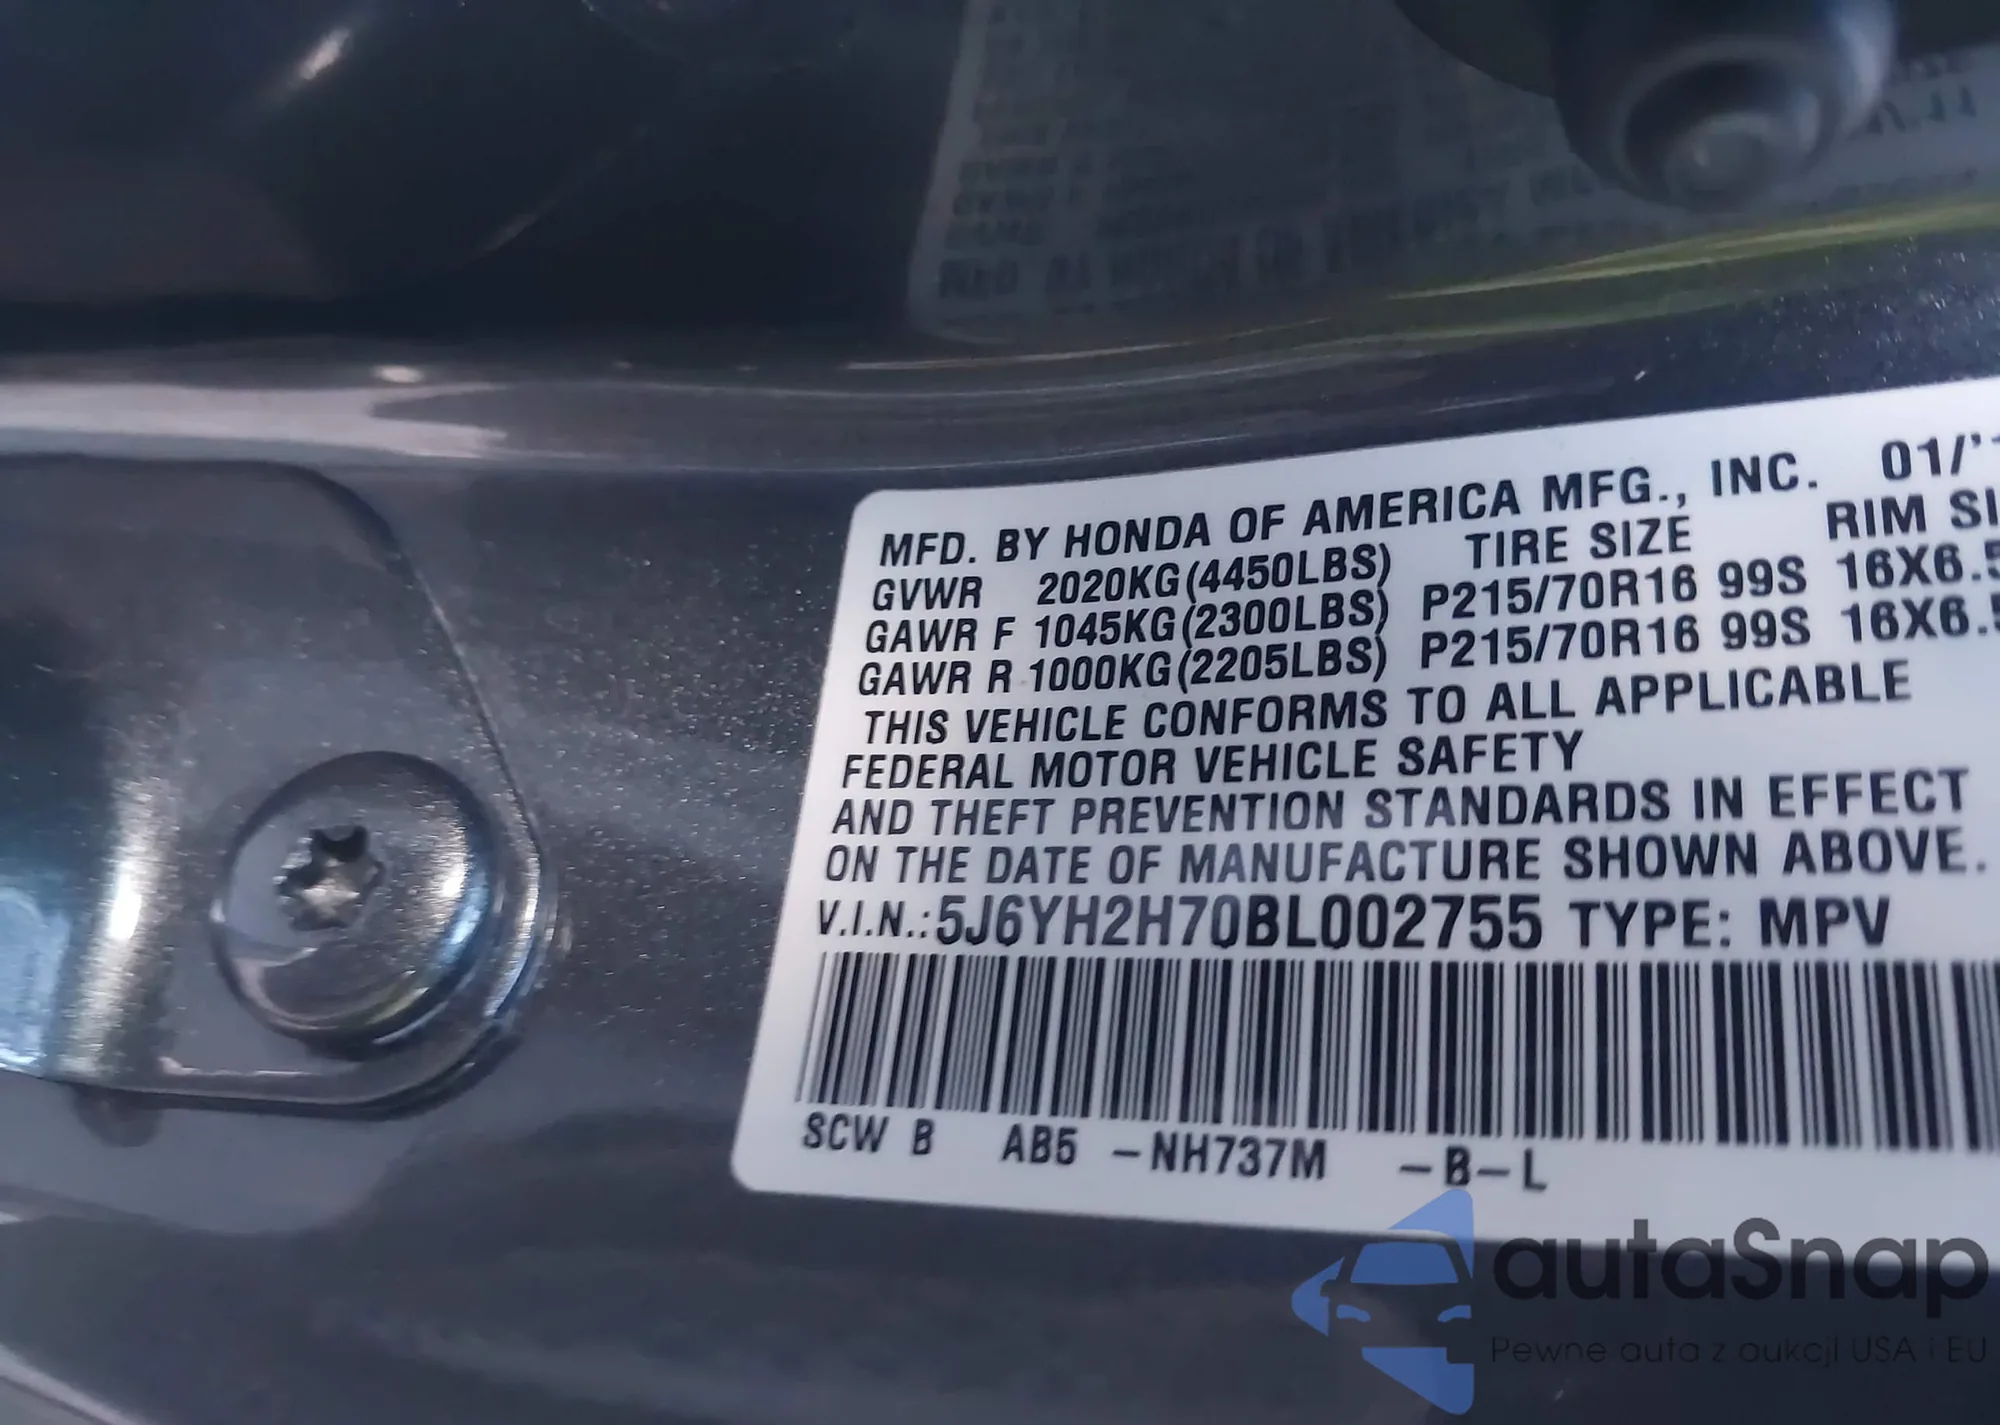 MFD. BY HONDA OF AMERICA MFG., INC. 01/'1
GVWR 2020KG(4450LBS) TIRE SIZE RIM SI
GAWR F 1045KG(2300LBS) P215/70R16 99S 16X6.5
GAWR R 1000KG(2205LBS) P215/70R16 99S 16X6.5
THIS VEHICLE CONFORMS TO ALL APPLICABLE
FEDERAL MOTOR VEHICLE SAFETY
AND THEFT PREVENTION STANDARDS IN EFFECT
ON THE DATE OF MANUFACTURE SHOWN ABOVE.
V.I.N.:5J6YH2H70BL002755 TYPE: MPV
SCW B AB5 -NH737M -B-L
autaSnap
Pewne auta z aukcji USA i EU